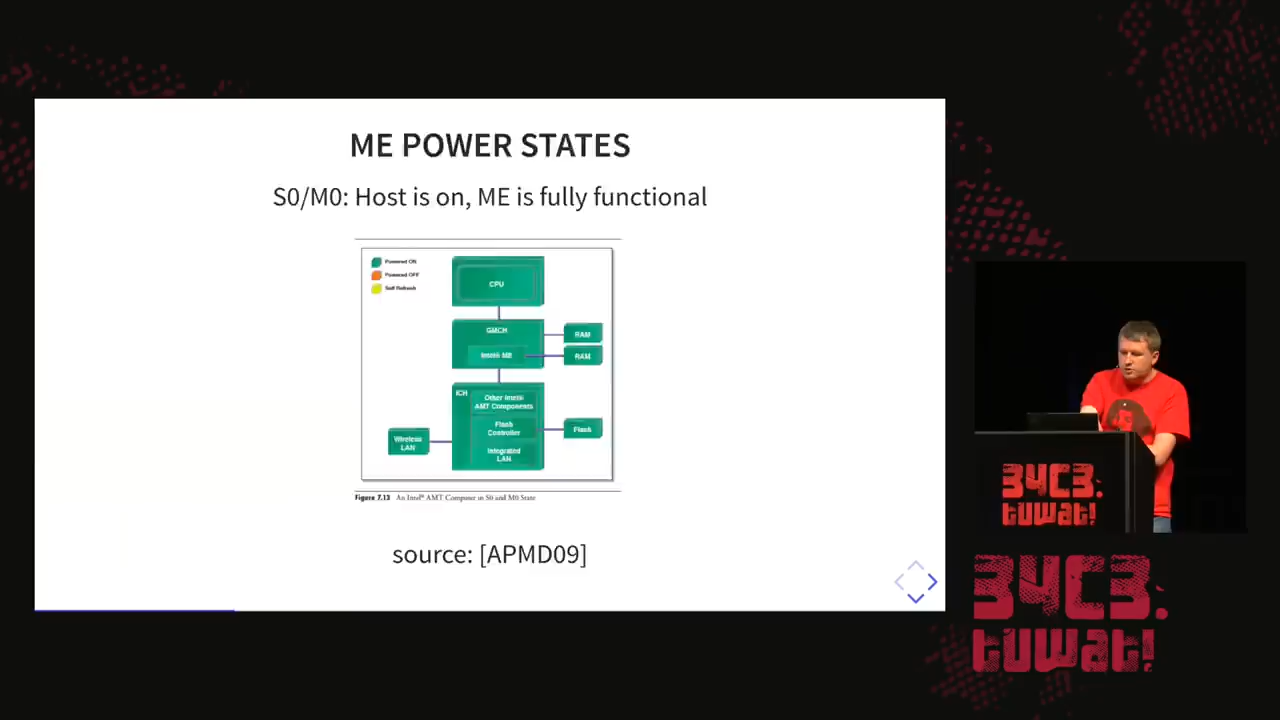 ME POWER STATES
S0/M0: Host is on, ME is fully functional
Powered ON
Powered OFF
Self Refresh
CPU
GMCH
RAM
Intel® ME
RAM
ICH
Other Intel®
AMT Components
Flash
Controller
Flash
Wireless
LAN
Integrated
LAN
Figure 7.13 An Intel® AMT Computer in S0 and M0 State
source: [APMD09]
34C3.
tuwat!
34C3.
tuwat!